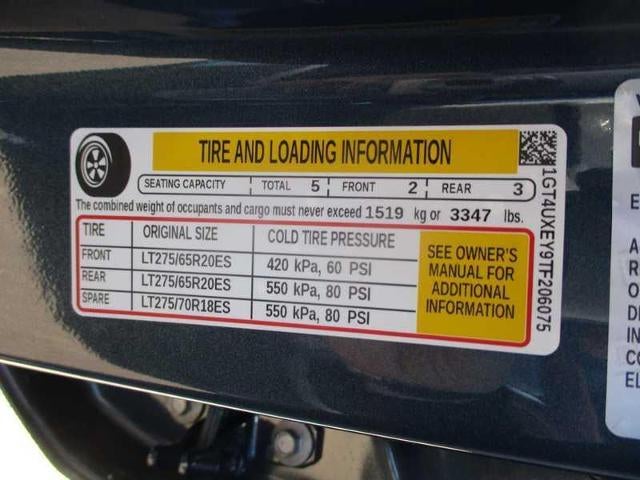 TIRE AND LOADING INFORMATION
SEATING CAPACITY TOTAL 5 FRONT 2 REAR 3
The combined weight of occupants and cargo must never exceed 1519 kg or 3347 lbs.
TIRE ORIGINAL SIZE COLD TIRE PRESSURE
FRONT LT275/65R20ES 420 kPa, 60 PSI
REAR LT275/65R20ES 550 kPa, 80 PSI
SPARE LT275/70R18ES 550 kPa, 80 PSI
SEE OWNER'S
MANUAL FOR
ADDITIONAL
INFORMATION
1GT4UXEY9TF296075